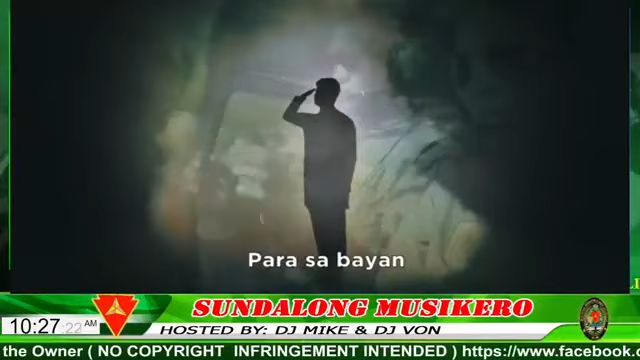 Para sa bayan
SUNDALONG MUSIKERO
10:27:22 AM
HOSTED BY: DJ MIKE & DJ VON
the Owner ( NO COPYRIGHT INFRINGEMENT INTENDED ) https://www.facebook.c